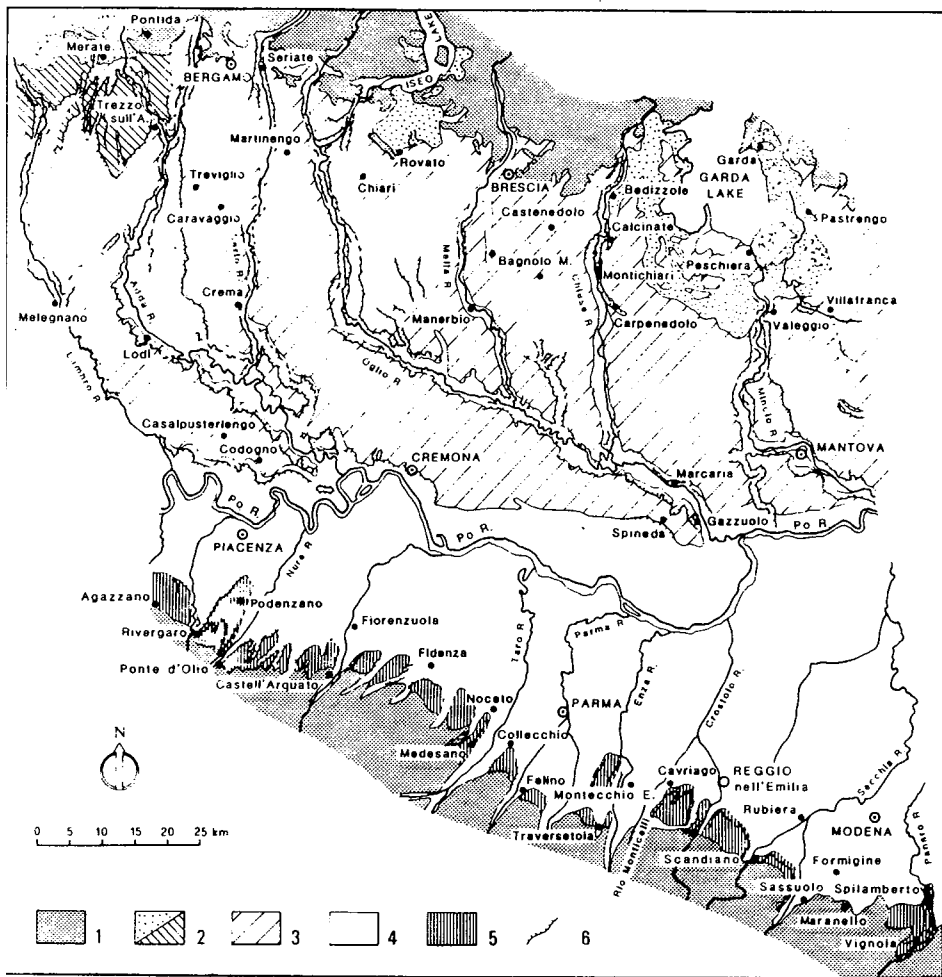 Pontida
Merate
BERGAMO
Seriate
ISEO LAKE
Trezzo sull'A.
Martinengo
Rovato
Garda
GARDA LAKE
Treviglio
Chiari
BRESCIA
Bedizzole
Caravaggio
Castenedolo
Pastrengo
Calcinate
Serio R.
Mella R.
Bagnolo M.
Chiese R.
Montichiari
Peschiera
Adda R.
Crema
Villafranca
Melegnano
Manerbio
Carpenedolo
Valeggio
Lodi
Lambro R.
Oglio R.
Mincio R.
Casalpusterlengo
Codogno
CREMONA
MANTOVA
Marcaria
Po R.
Gazzuolo
Po R.
Spineda
PIACENZA
Nure R.
Po R.
Agazzano
Podenzano
Fiorenzuola
Taro R.
Parma R.
Rivergaro
Ponte d'Olio
Fidenza
Enza R.
Crostolo R.
Castell'Arquato
Noceto
PARMA
N
Medesano
Collecchio
Secchia R.
Felino
Cavriago
REGGIO nell'Emilia
Montecchio E.
Rubiera
Panaro R.
0 5 10 15 20 25 km
Traversetola
MODENA
Rio Monticelli
Scandiano
Formigine
Sassuolo
Spilamberto
Maranello
Vignola
1 2 3 4 5 6